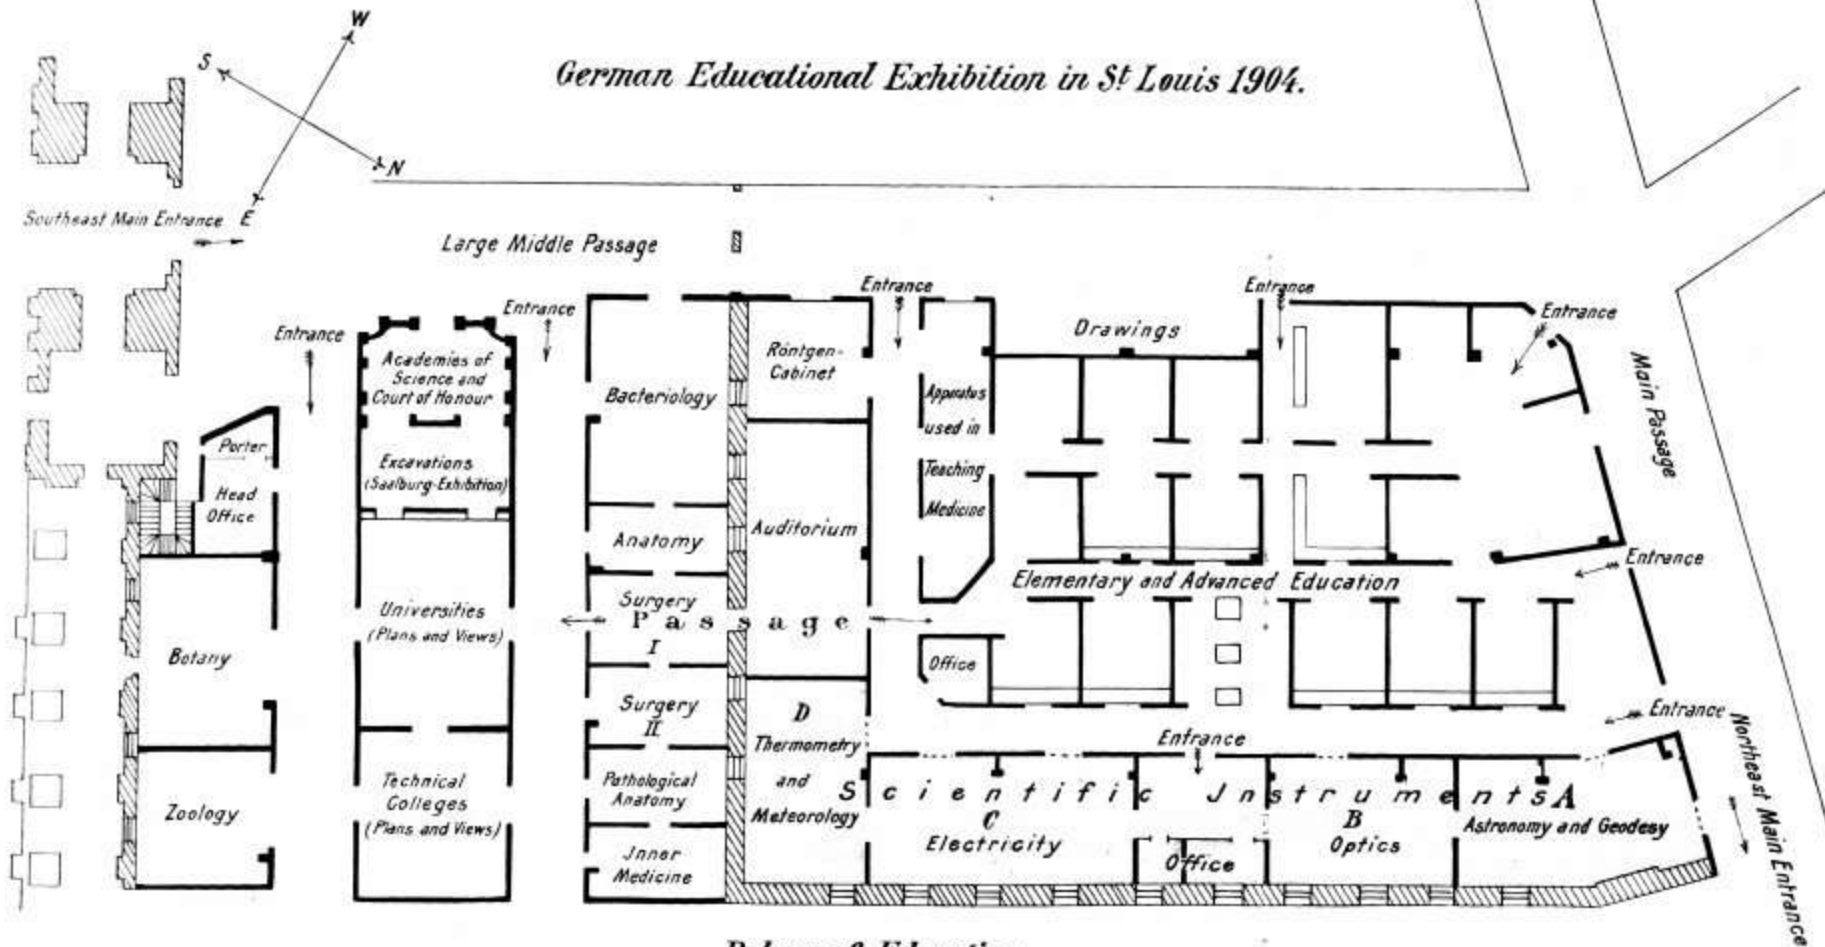 German Educational Exhibition in St Louis 1904.
W
S
N
E
Southeast Main Entrance
Large Middle Passage
Entrance
Entrance
Entrance
Entrance
Entrance
Academies of
Science and
Court of Honour
Excavations
(Saalburg-Exhibition)
Universities
(Plans and Views)
Technical
Colleges
(Plans and Views)
Porter
Head
Office
Botany
Zoology
Bacteriology
Anatomy
Surgery
I
Surgery
II
Pathological
Anatomy
Jnner
Medicine
Passage
Röntgen-
Cabinet
Auditorium
D
Thermometry
and
Meteorology
Apparatus
used in
Teaching
Medicine
Office
Drawings
Elementary and Advanced Education
Main Passage
Entrance
Entrance
Entrance
Northeast Main Entrance
Scientific Jnstruments
A
Astronomy and Geodesy
B
Optics
C
Electricity
Office